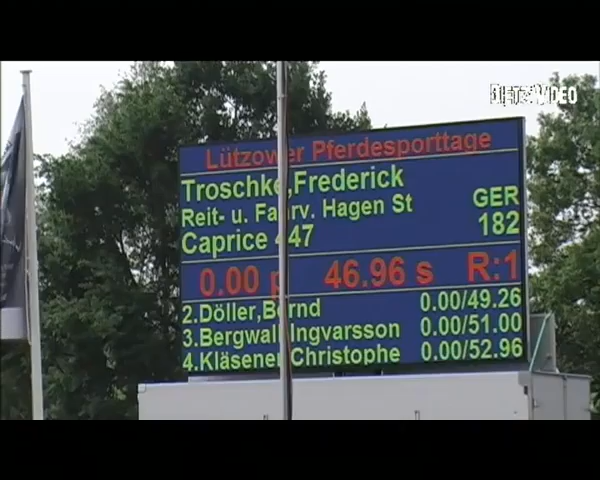 DIETZ VIDEO
Lützower Pferdesporttage
Troschke,Frederick
Reit- u. Fahrv. Hagen St GER
Caprice 447 182
0.00 p 46.96 s R:1
2.Döller,Bernd 0.00/49.26
3.Bergwall,Ingvarsson 0.00/51.00
4.Kläsener,Christophe 0.00/52.96